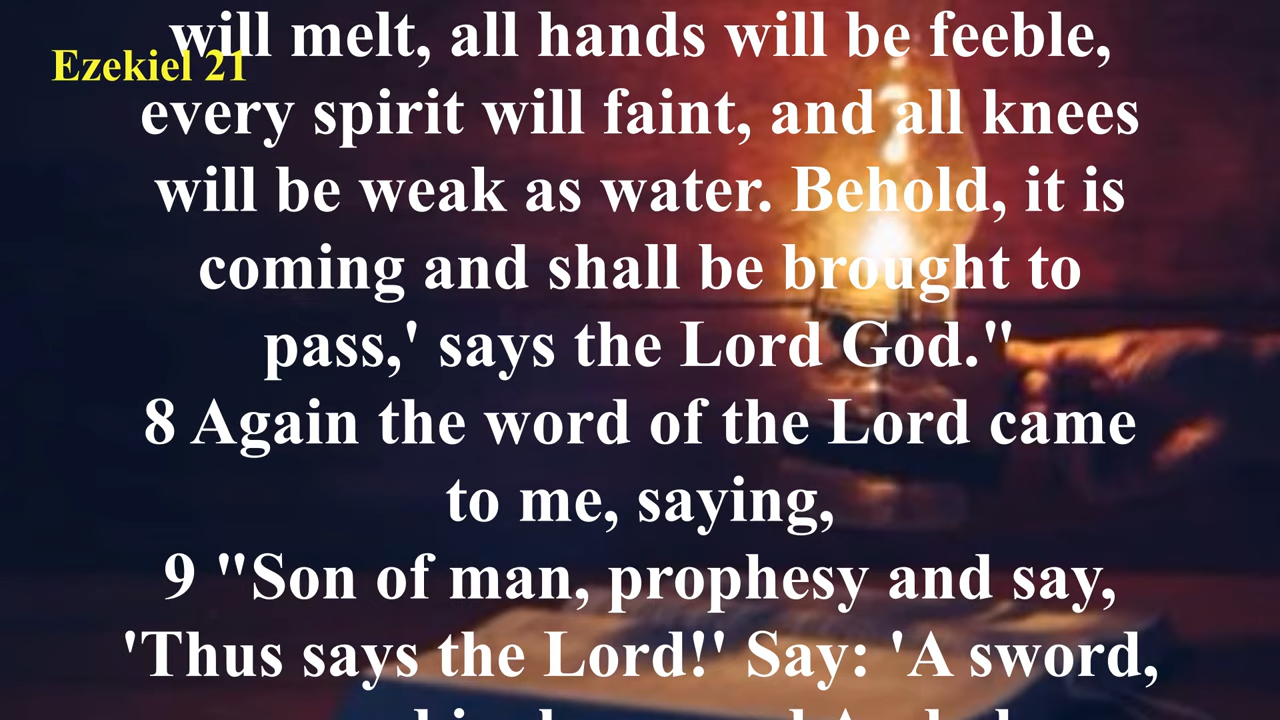 will melt, all hands will be feeble,
Ezekiel 21
every spirit will faint, and all knees
will be weak as water. Behold, it is
coming and shall be brought to
pass,' says the Lord God."
8 Again the word of the Lord came
to me, saying,
9 "Son of man, prophesy and say,
'Thus says the Lord!' Say: 'A sword,